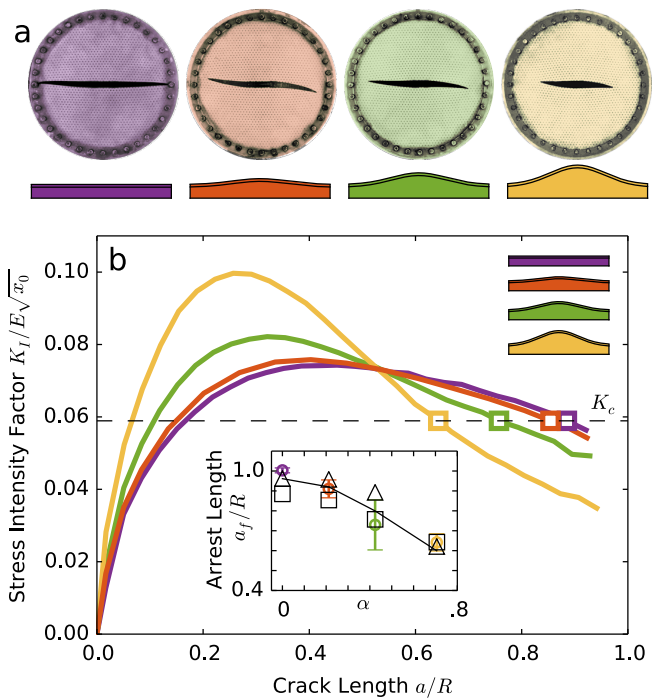 a
b
0.10
0.08
0.06
0.04
0.02
0.00
Stress Intensity Factor K_I/E√x_0
K_c
1.0
0.4
Arrest Length
a_f/R
0
α
.8
0.0
0.2
0.4
0.6
0.8
1.0
Crack Length a/R